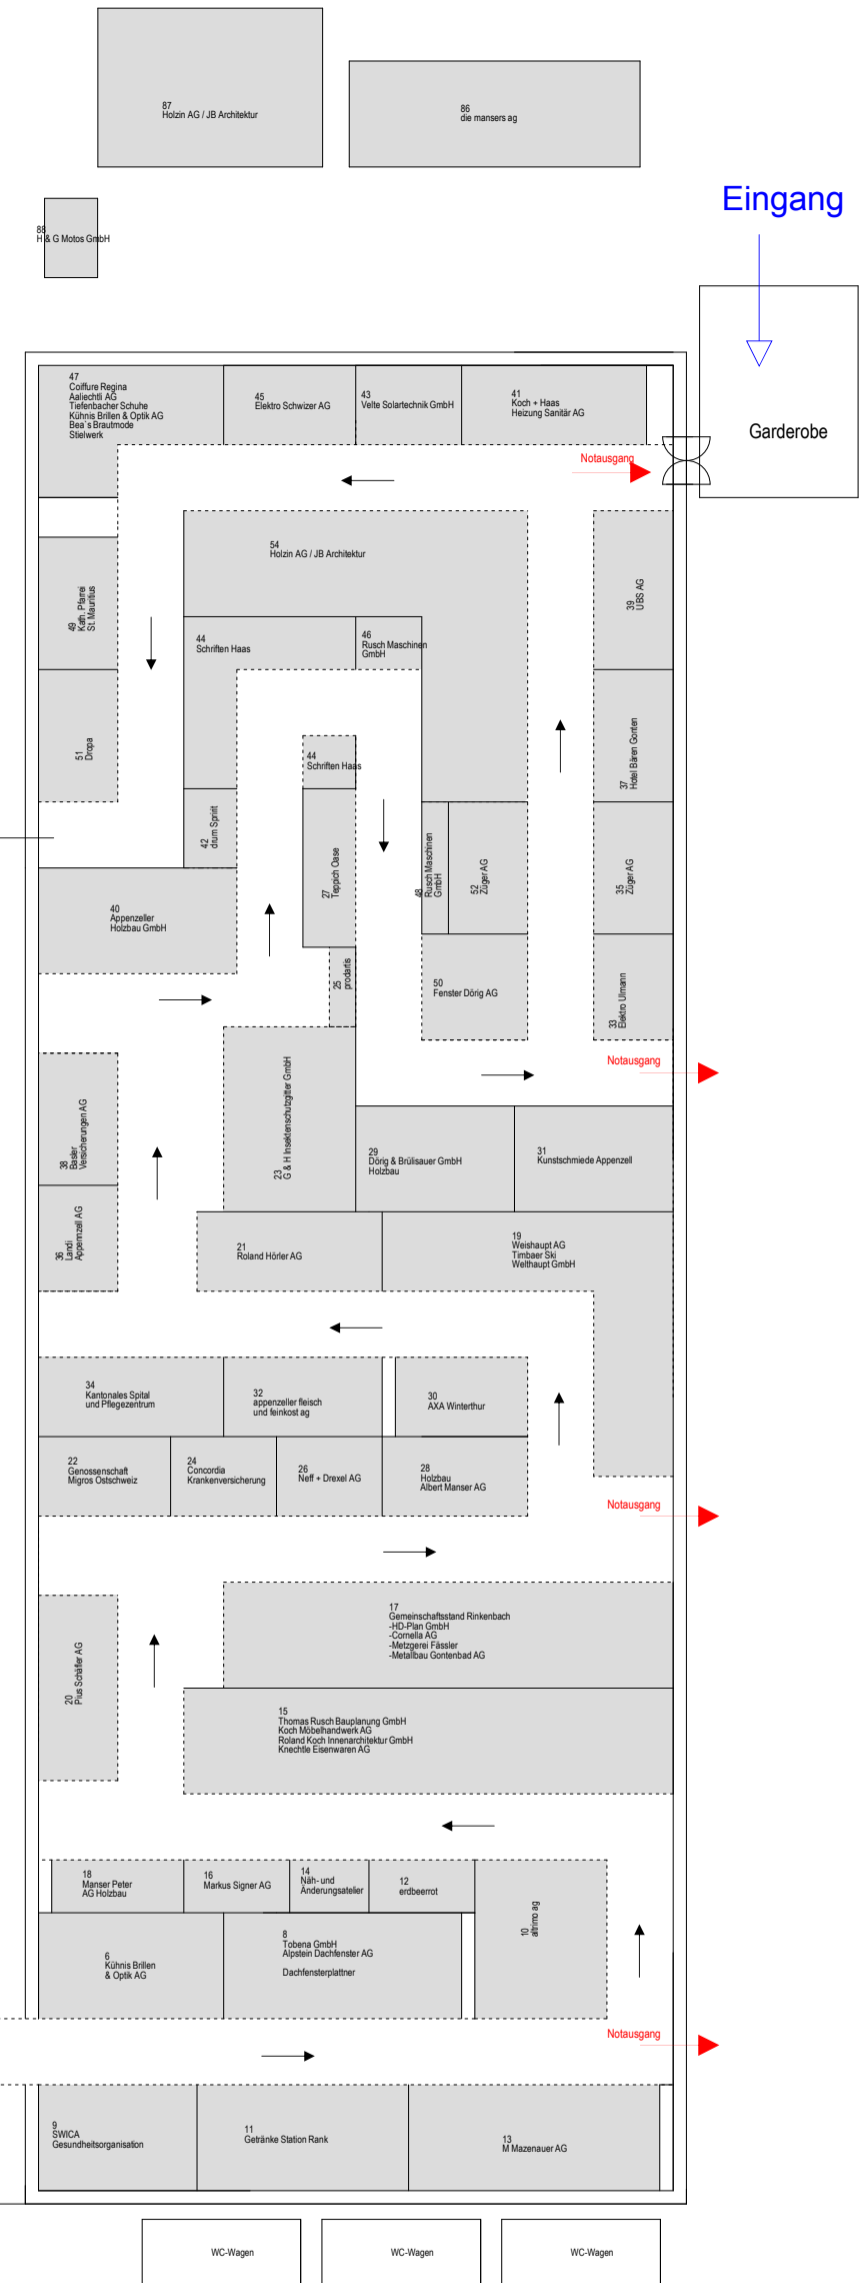 87
Holzin AG / JB Architektur
86
die mansers ag
88
H & G Motos GmbH
Eingang
Garderobe
47
Coiffure Regina
Aaliechtli AG
Tiefenbacher Schuhe
Kühnis Brillen & Optik AG
Bea`s Brautmode
Stielwerk
45
Elektro Schwizer AG
43
Velte Solartechnik GmbH
41
Koch + Haas
Heizung Sanitär AG
Notausgang
54
Holzin AG / JB Architektur
49
Kath. Pfarrei
St. Mauritius
39
UBS AG
44
Schriften Haas
46
Rusch Maschinen
GmbH
51
Dropa
44
Schriften Haas
37
Hotel Bären Gonten
42
drum Spririt
27
Teppich Oase
48
Rusch Maschinen
GmbH
52
Züger AG
35
Züger AG
40
Appenzeller
Holzbau GmbH
25
prodartis
50
Fenster Dörig AG
33
Elektro Ulmann
Notausgang
38
Basler
Versicherungen AG
23
G & H Insektenschutzgitter GmbH
29
Dörig & Brülisauer GmbH
Holzbau
31
Kunstschmiede Appenzell
36
Landi
Appennzell AG
21
Roland Hörler AG
19
Weishaupt AG
Timbaer Ski
Welthaupt GmbH
34
Kantonales Spital
und Pflegezentrum
32
appenzeller fleisch
und feinkost ag
30
AXA Winterthur
22
Genossenschaft
Migros Ostschweiz
24
Concordia
Krankenversicherung
26
Neff + Drexel AG
28
Holzbau
Albert Manser AG
Notausgang
20
Pius Schäfler AG
17
Gemeinschaftsstand Rinkenbach
-HD-Plan GmbH
-Cornella AG
-Metzgerei Fässler
-Metallbau Gontenbad AG
15
Thomas Rusch Bauplanung GmbH
Koch Möbelhandwerk AG
Roland Koch Innenarchitektur GmbH
Knechtle Eisenwaren AG
18
Manser Peter
AG Holzbau
16
Markus Signer AG
14
Näh- und
Änderungsatelier
12
erdbeerrot
10
altrimo ag
6
Kühnis Brillen
& Optik AG
8
Tobena GmbH
Alpstein Dachfenster AG
Dachfensterplattner
Notausgang
9
SWICA
Gesundheitsorganisation
11
Getränke Station Rank
13
M Mazenauer AG
WC-Wagen
WC-Wagen
WC-Wagen